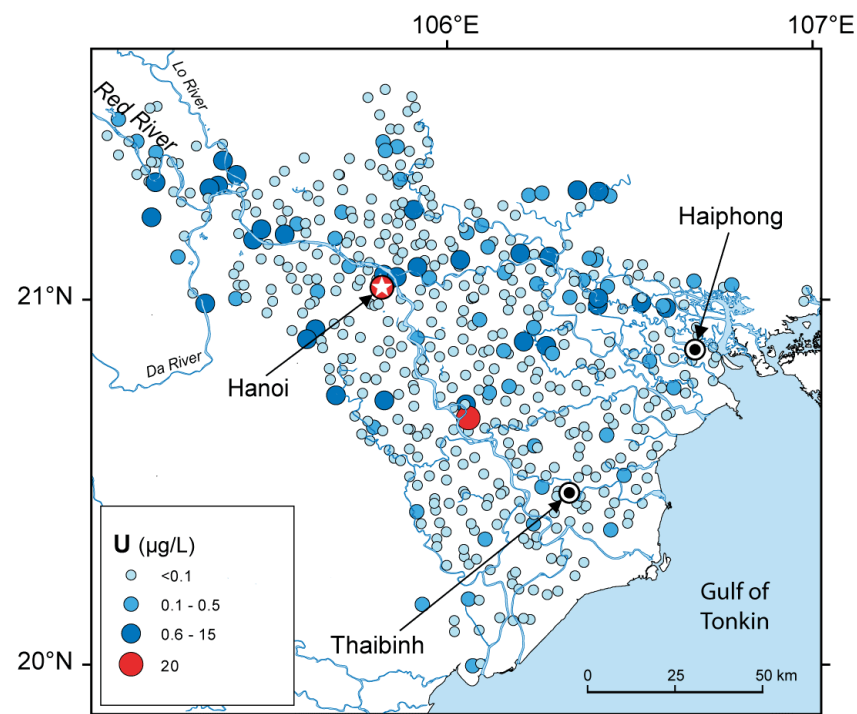 106°E
107°E
Lo River
Red River
Haiphong
21°N
Da River
Hanoi
U (µg/L)
<0.1
0.1 - 0.5
0.6 - 15
20
Gulf of
Tonkin
Thaibinh
20°N
0
25
50 km